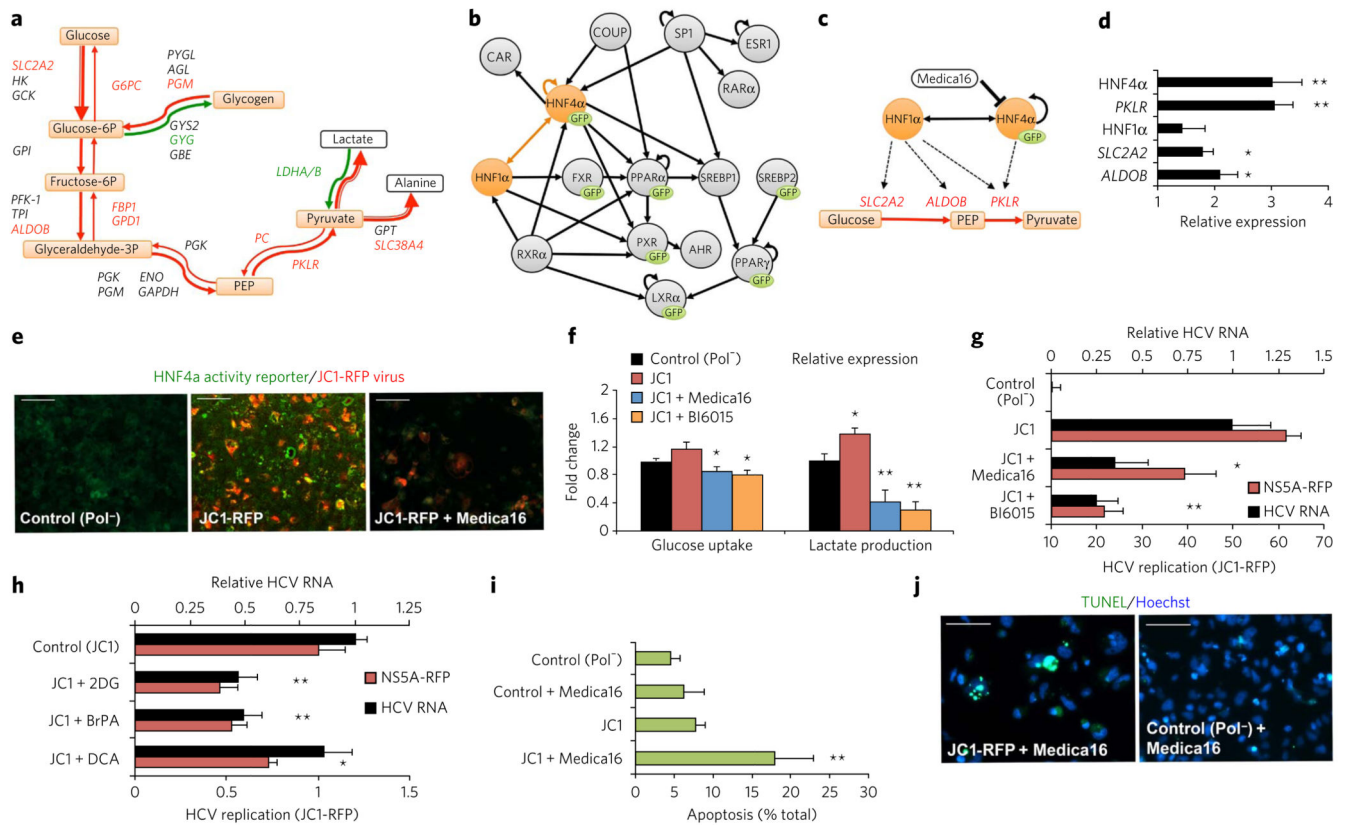 a
Glucose
SLC2A2
HK
GCK
G6PC
PYGL
AGL
PGM
Glycogen
Glucose-6P
GYS2
GYG
GBE
GPI
Fructose-6P
PFK-1
TPI
ALDOB
FBP1
GPD1
Glyceraldehyde-3P
PGK
PGK
PGM
ENO
GAPDH
PEP
PC
PKLR
Lactate
LDHA/B
Alanine
Pyruvate
GPT
SLC38A4
b
COUP
SP1
ESR1
CAR
RARα
HNF4α
GFP
HNF1α
FXR
GFP
PPARα
GFP
SREBP1
SREBP2
GFP
RXRα
PXR
GFP
AHR
PPARγ
GFP
LXRα
GFP
c
Medica16
HNF1α
HNF4α
GFP
SLC2A2
ALDOB
PKLR
Glucose
PEP
Pyruvate
d
HNF4α
**
PKLR
**
HNF1α
SLC2A2
*
ALDOB
*
0 1 2 3 4
Relative expression
e
HNF4a activity reporter/JC1-RFP virus
Control (Pol⁻)
JC1-RFP
JC1-RFP + Medica16
f
Control (Pol⁻)
JC1
JC1 + Medica16
JC1 + BI6015
Relative expression
Fold change
1.8
1.4
1.2
0.8
0.4
0
* * * ** **
Glucose uptake
Lactate production
g
Relative HCV RNA
0 0.25 0.5 0.75 1 1.25 1.5
Control
(Pol⁻)
JC1
JC1 +
Medica16
*
JC1 +
BI6015
**
NS5A-RFP
HCV RNA
10 20 30 40 50 60 70
HCV replication (JC1-RFP)
h
Relative HCV RNA
0 0.25 0.5 0.75 1 1.25
Control (JC1)
JC1 + 2DG
**
JC1 + BrPA
**
JC1 + DCA
*
NS5A-RFP
HCV RNA
0 0.5 1 1.5
HCV replication (JC1-RFP)
i
Control (Pol⁻)
Control + Medica16
JC1
JC1 + Medica16
**
0 5 10 15 20 25 30
Apoptosis (% total)
j
TUNEL/Hoechst
JC1-RFP + Medica16
Control (Pol⁻) +
Medica16